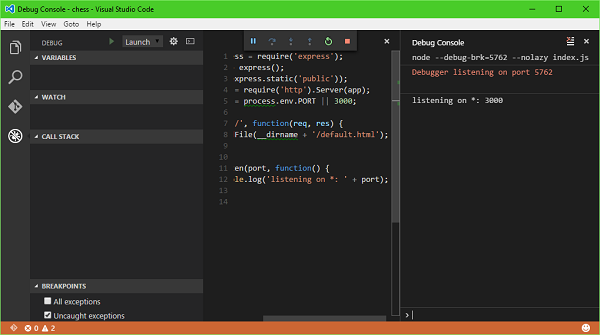 Debug Console - chess - Visual Studio Code
File Edit View Goto Help
DEBUG Launch
VARIABLES
WATCH
CALL STACK
BREAKPOINTS
All exceptions
Uncaught exceptions
1 ss = require('express');
2 express();
3 xpress.static('public'));
4 = require('http').Server(app);
5 = process.env.PORT || 3000;
6
7 /', function(req, res) {
8 File(__dirname + '/default.html');
9
10
11 en(port, function() {
12 le.log('listening on *: ' + port);
13
14
Debug Console
node --debug-brk=5762 --nolazy index.js
Debugger listening on port 5762
listening on *: 3000
>
0 2